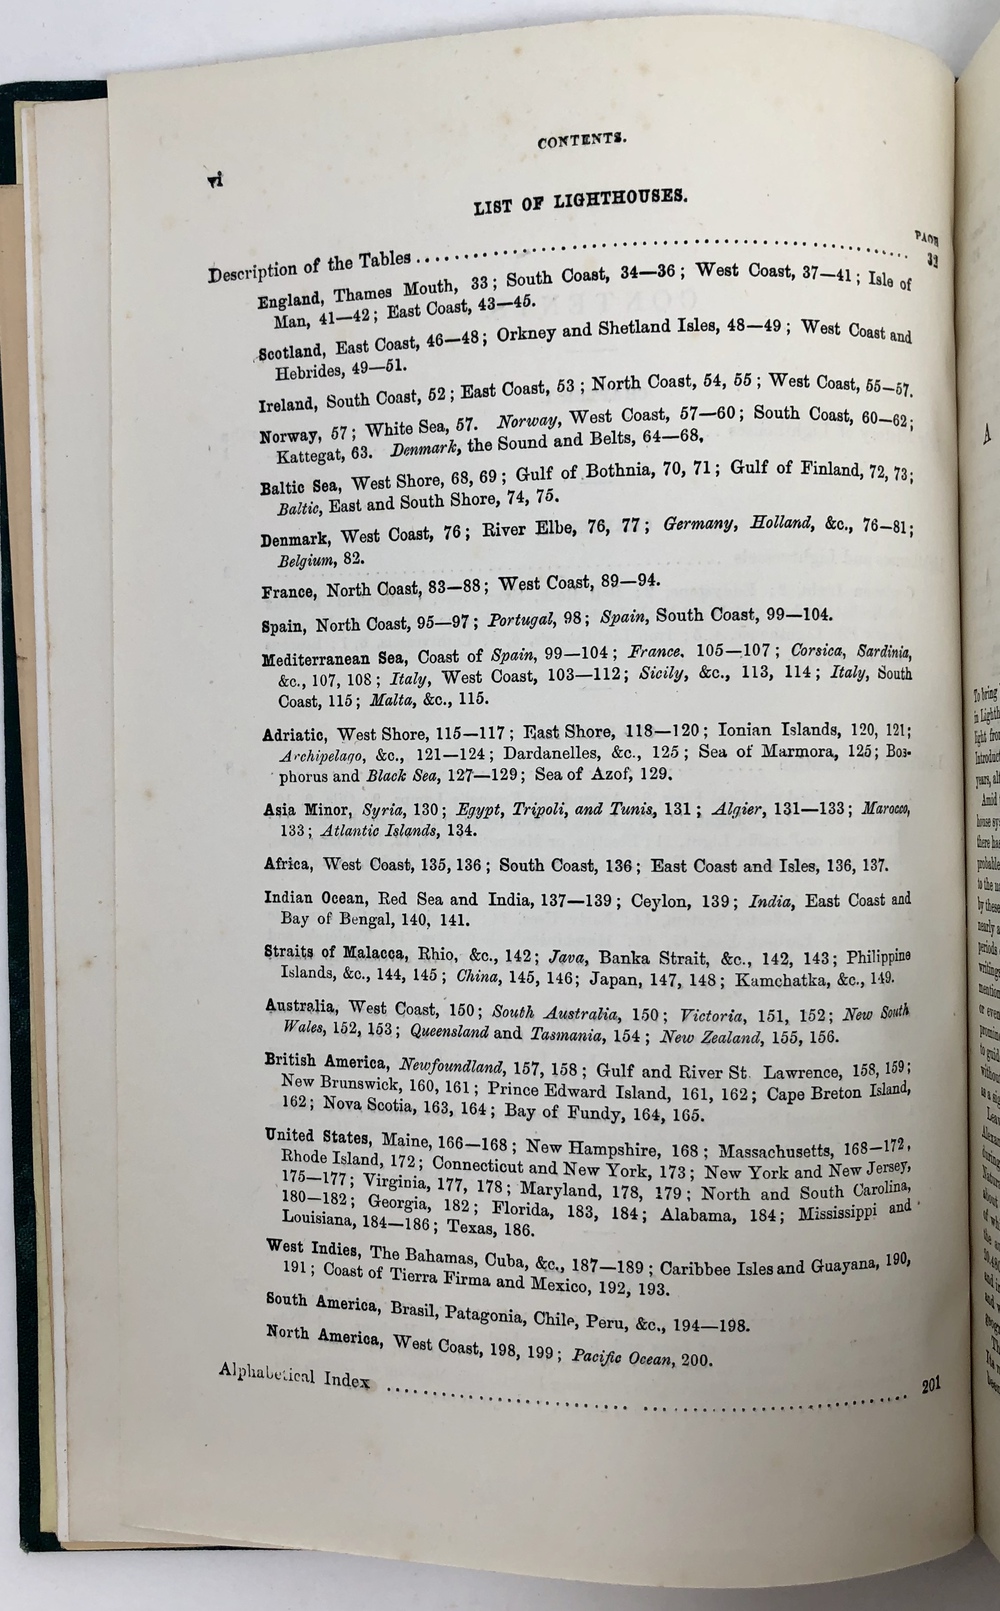 CONTENTS.
vi
LIST OF LIGHTHOUSES.
PAGE
Description of the Tables
England, Thames Mouth, 33; South Coast, 34—36; West Coast, 37—41; Isle of
Man, 41—42; East Coast, 43—45.
Scotland, East Coast, 46—48; Orkney and Shetland Isles, 48—49; West Coast and
Hebrides, 49—51.
Ireland, South Coast, 52; East Coast, 53; North Coast, 54, 55; West Coast, 55—57.
Norway, 57; White Sea, 57. Norway, West Coast, 57—60; South Coast, 60—62;
Kattegat, 63. Denmark, the Sound and Belts, 64—68.
Baltic Sea, West Shore, 68, 69; Gulf of Bothnia, 70, 71; Gulf of Finland, 72, 73;
Baltic, East and South Shore, 74, 75.
Denmark, West Coast, 76; River Elbe, 76, 77; Germany, Holland, &c., 76—81;
Belgium, 82.
France, North Coast, 83—88; West Coast, 89—94.
Spain, North Coast, 95—97; Portugal, 98; Spain, South Coast, 99—104.
Mediterranean Sea, Coast of Spain, 99—104; France. 105—107; Corsica, Sardinia,
&c., 107, 108; Italy, West Coast, 103—112; Sicily, &c., 113, 114; Italy, South
Coast, 115; Malta, &c., 115.
Adriatic, West Shore, 115—117; East Shore, 118—120; Ionian Islands, 120, 121;
Archipelago, &c., 121—124; Dardanelles, &c., 125; Sea of Marmora, 125; Bos-
phorus and Black Sea, 127—129; Sea of Azof, 129.
Asia Minor, Syria, 130; Egypt, Tripoli, and Tunis, 131; Algier, 131—133; Marocco,
133; Atlantic Islands, 134.
Africa, West Coast, 135, 136; South Coast, 136; East Coast and Isles, 136, 137.
Indian Ocean, Red Sea and India, 137—139; Ceylon, 139; India, East Coast and
Bay of Bengal, 140, 141.
Straits of Malacca, Rhio, &c., 142; Java, Banka Strait, &c., 142, 143; Philippine
Islands, &c., 144, 145; China, 145, 146; Japan, 147, 148; Kamchatka, &c., 149.
Australia, West Coast, 150; South Australia, 150; Victoria, 151, 152; New South
Wales, 152, 153; Queensland and Tasmania, 154; New Zealand, 155, 156.
British America, Newfoundland, 157, 158; Gulf and River St. Lawrence, 158, 159;
New Brunswick, 160, 161; Prince Edward Island, 161, 162; Cape Breton Island,
162; Nova Scotia, 163, 164; Bay of Fundy, 164, 165.
United States, Maine, 166—168; New Hampshire, 168; Massachusetts, 168—172,
Rhode Island, 172; Connecticut and New York, 173; New York and New Jersey,
175—177; Virginia, 177, 178; Maryland, 178, 179; North and South Carolina,
180—182; Georgia, 182; Florida, 183, 184; Alabama, 184; Mississippi and
Louisiana, 184—186; Texas, 186.
West Indies, The Bahamas, Cuba, &c., 187—189; Caribbee Isles and Guayana, 190,
191; Coast of Tierra Firma and Mexico, 192, 193.
South America, Brasil, Patagonia, Chile, Peru, &c., 194—198.
North America, West Coast, 198, 199; Pacific Ocean, 200.
Alphabetical Index 201
A
To bring